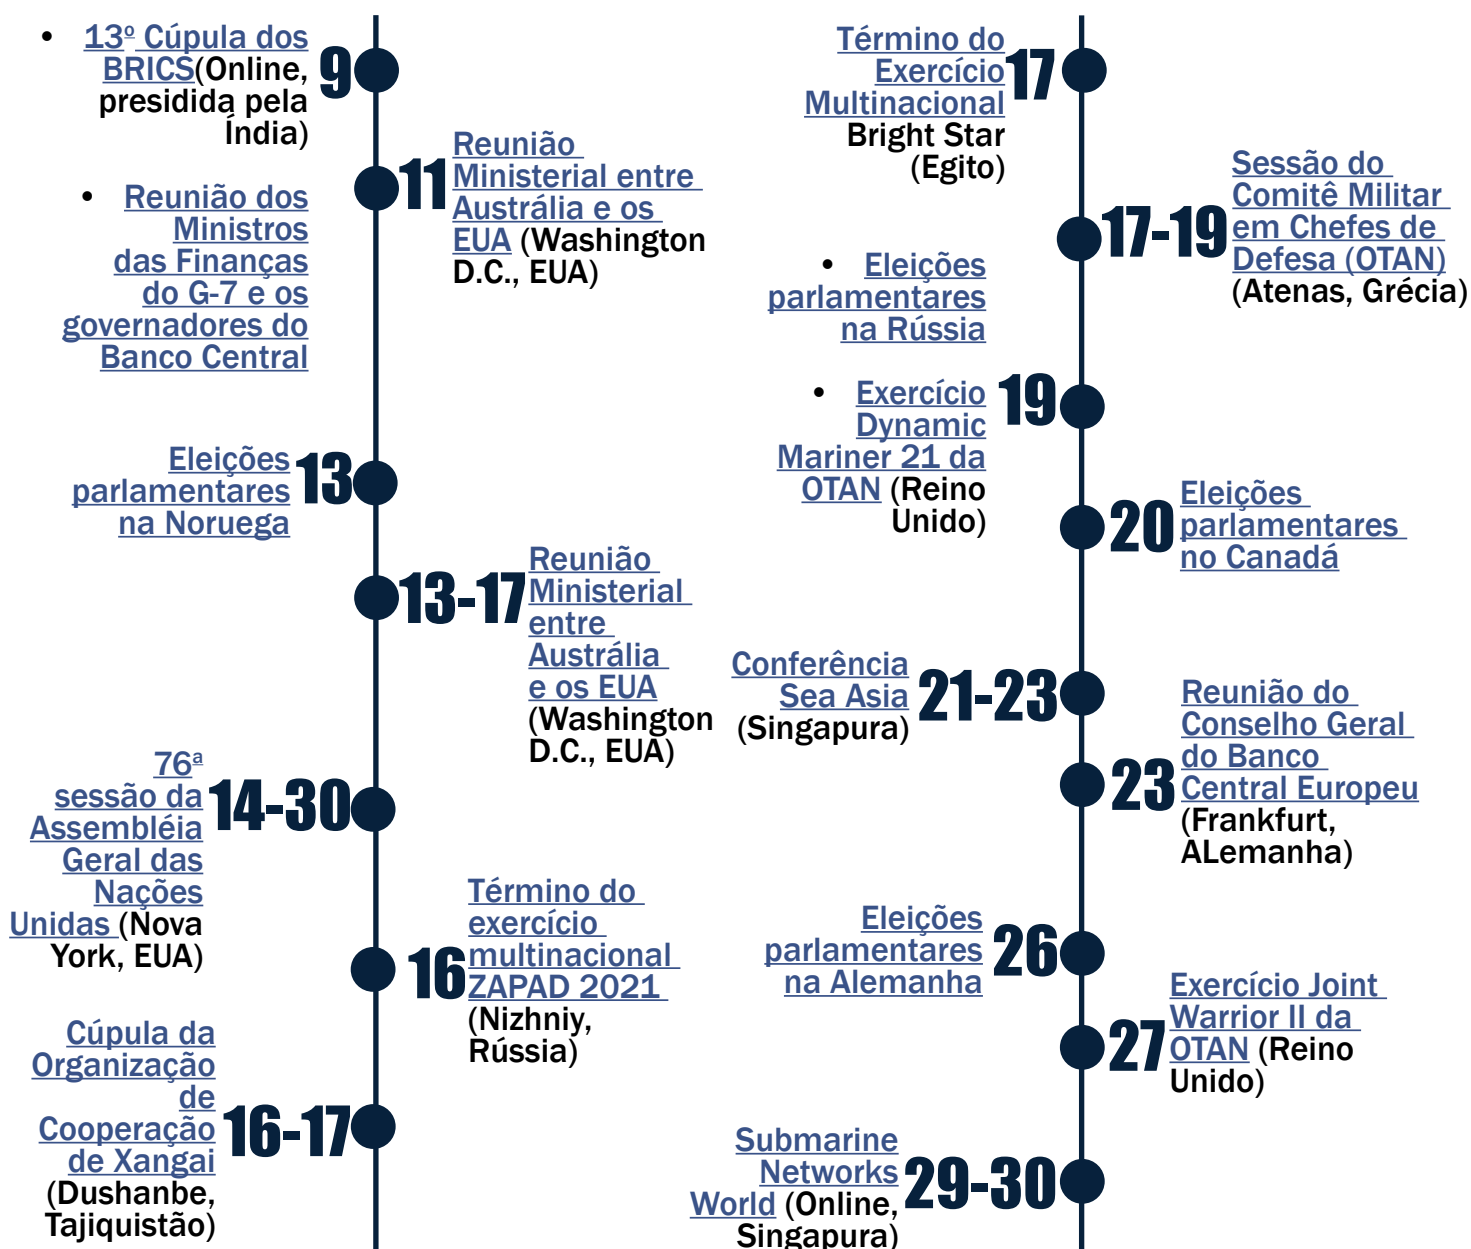 • 13º Cúpula dos
BRICS(Online,
presidida pela
Índia)
9
• Reunião dos
Ministros
das Finanças
do G-7 e os
governadores do
Banco Central
11
Reunião
Ministerial entre
Austrália e os
EUA (Washington
D.C., EUA)
Eleições
parlamentares
na Noruega
13
13-17
Reunião
Ministerial
entre
Austrália
e os EUA
(Washington
D.C., EUA)
76ª
sessão da
Assembléia
Geral das
Nações
Unidas (Nova
York, EUA)
14-30
16
Término do
exercício
multinacional
ZAPAD 2021
(Nizhniy,
Rússia)
Cúpula da
Organização
de
Cooperação
de Xangai
(Dushanbe,
Tajiquistão)
16-17
Término do
Exercício
Multinacional
Bright Star
(Egito)
17
17-19
Sessão do
Comitê Militar
em Chefes de
Defesa (OTAN)
(Atenas, Grécia)
• Eleições
parlamentares
na Rússia
• Exercício
Dynamic
Mariner 21 da
OTAN (Reino
Unido)
19
20
Eleições
parlamentares
no Canadá
Conferência
Sea Asia
(Singapura)
21-23
23
Reunião do
Conselho Geral
do Banco
Central Europeu
(Frankfurt,
ALemanha)
Eleições
parlamentares
na Alemanha
26
27
Exercício Joint
Warrior II da
OTAN (Reino
Unido)
Submarine
Networks
World (Online,
Singapura)
29-30